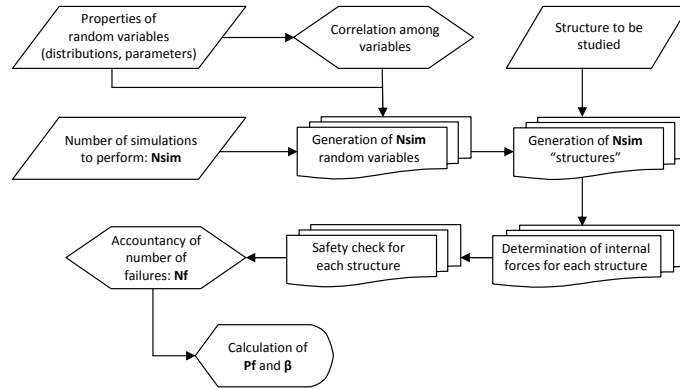 Properties of
random variables
(distributions, parameters)
Correlation among
variables
Structure to be
studied
Number of simulations
to perform: Nsim
Generation of Nsim
random variables
Generation of Nsim
“structures”
Accountancy of
number of
failures: Nf
Safety check for
each structure
Determination of internal
forces for each structure
Calculation of
Pf and β